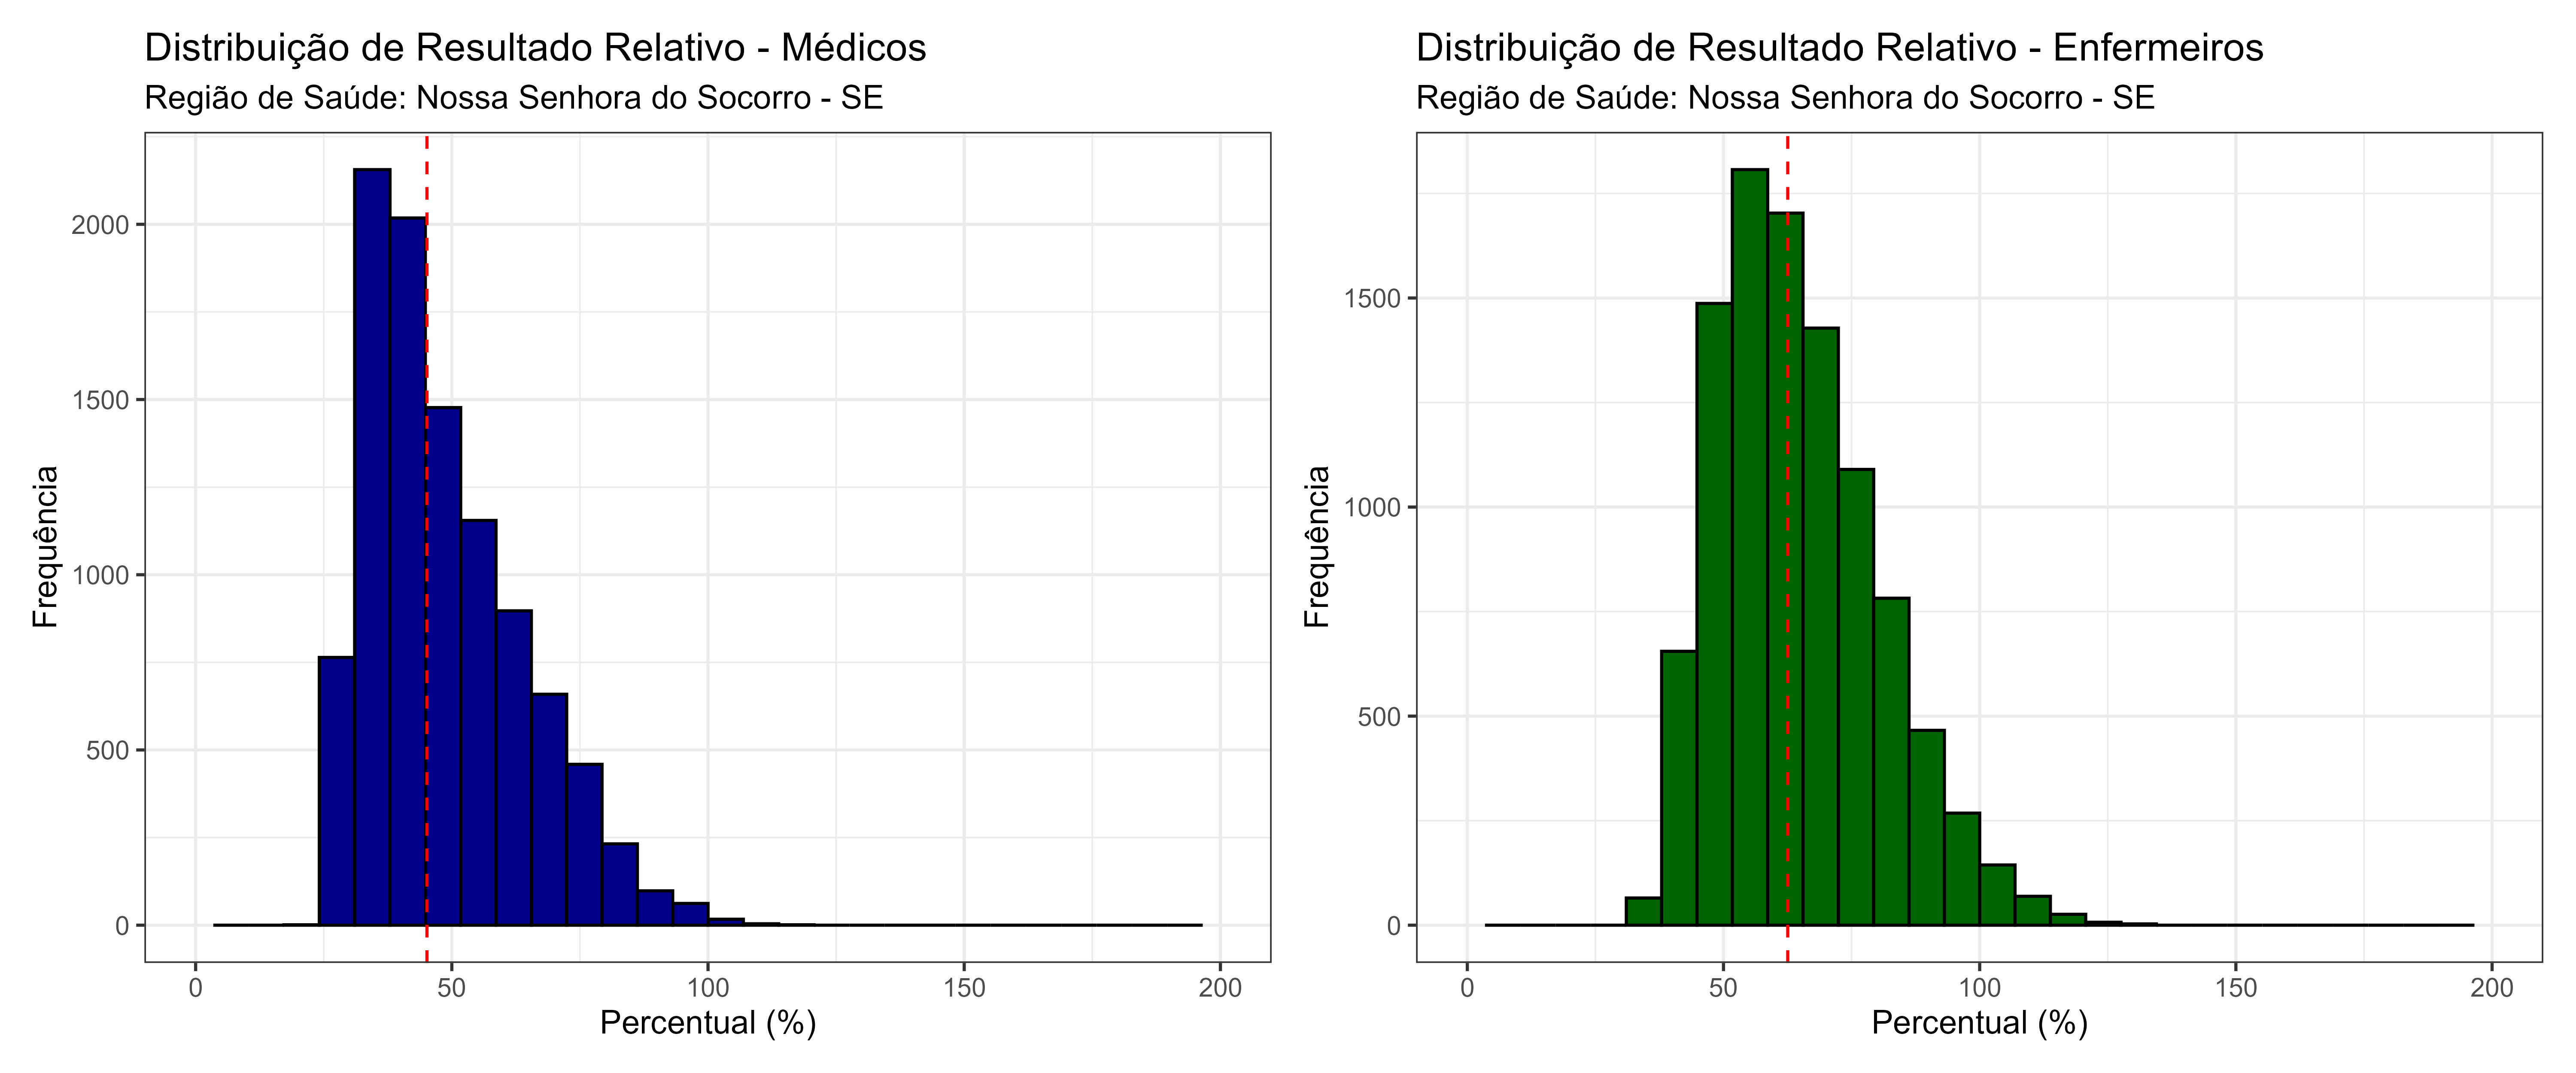 Distribuição de Resultado Relativo - Médicos
Região de Saúde: Nossa Senhora do Socorro - SE
2000
1500
1000
500
0
Frequência
0 50 100 150 200
Percentual (%)
Distribuição de Resultado Relativo - Enfermeiros
Região de Saúde: Nossa Senhora do Socorro - SE
1500
1000
500
0
Frequência
0 50 100 150 200
Percentual (%)